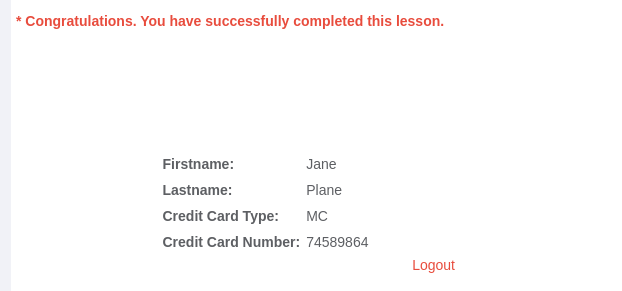 * Congratulations. You have successfully completed this lesson.
Firstname: Jane
Lastname: Plane
Credit Card Type: MC
Credit Card Number: 74589864
Logout